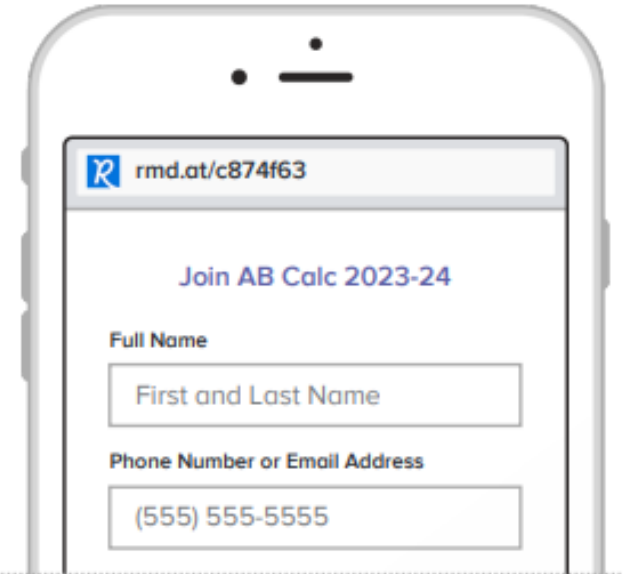 rmd.at/c874f63
Join AB Calc 2023-24
Full Name
First and Last Name
Phone Number or Email Address
(555) 555-5555